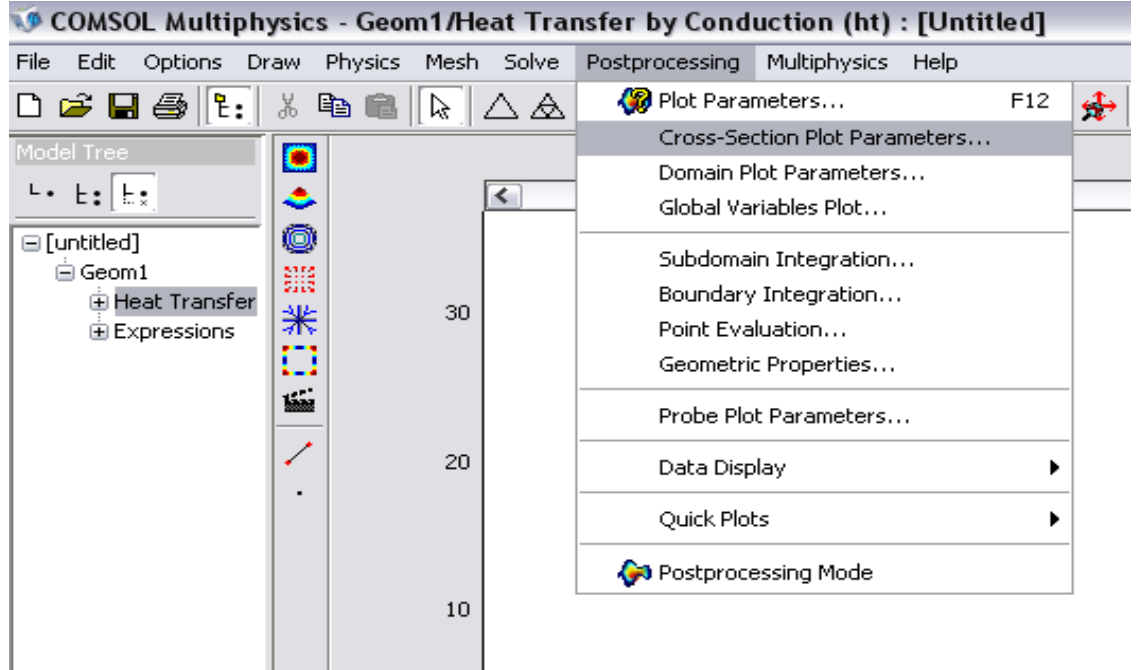 COMSOL Multiphysics - Geom1/Heat Transfer by Conduction (ht) : [Untitled]
File Edit Options Draw Physics Mesh Solve Postprocessing Multiphysics Help
Plot Parameters... F12
Cross-Section Plot Parameters...
Domain Plot Parameters...
Global Variables Plot...
Subdomain Integration...
Boundary Integration...
Point Evaluation...
Geometric Properties...
Probe Plot Parameters...
Data Display
Quick Plots
Postprocessing Mode
Model Tree
[untitled]
Geom1
Heat Transfer
Expressions
30
20
10